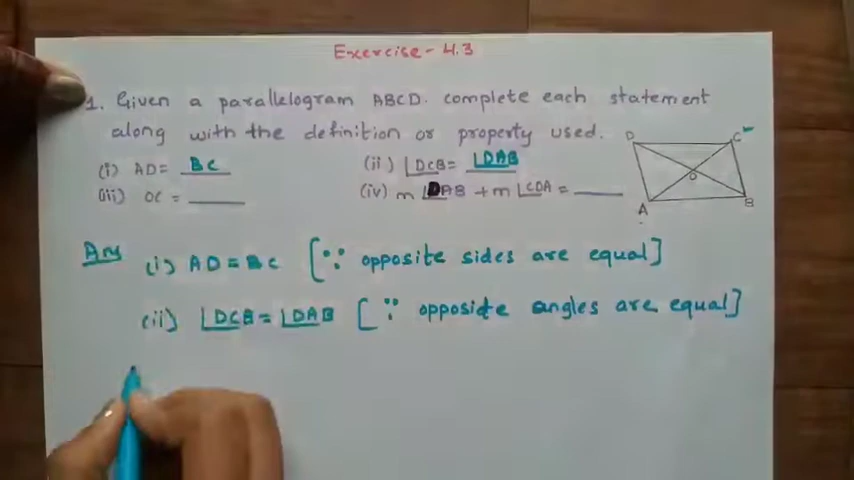 Exercise - 4.3
1. Given a parallelogram ABCD. complete each statement
along with the definition or property used.
(i) AD = BC (ii) ∠DCB = ∠DAB
(iii) OC = ____ (iv) m∠DAB + m∠CDA = ____
D C
O
A B
Ans (i) AD = BC [∵ opposite sides are equal]
(ii) ∠DCB = ∠DAB [∵ opposite angles are equal]